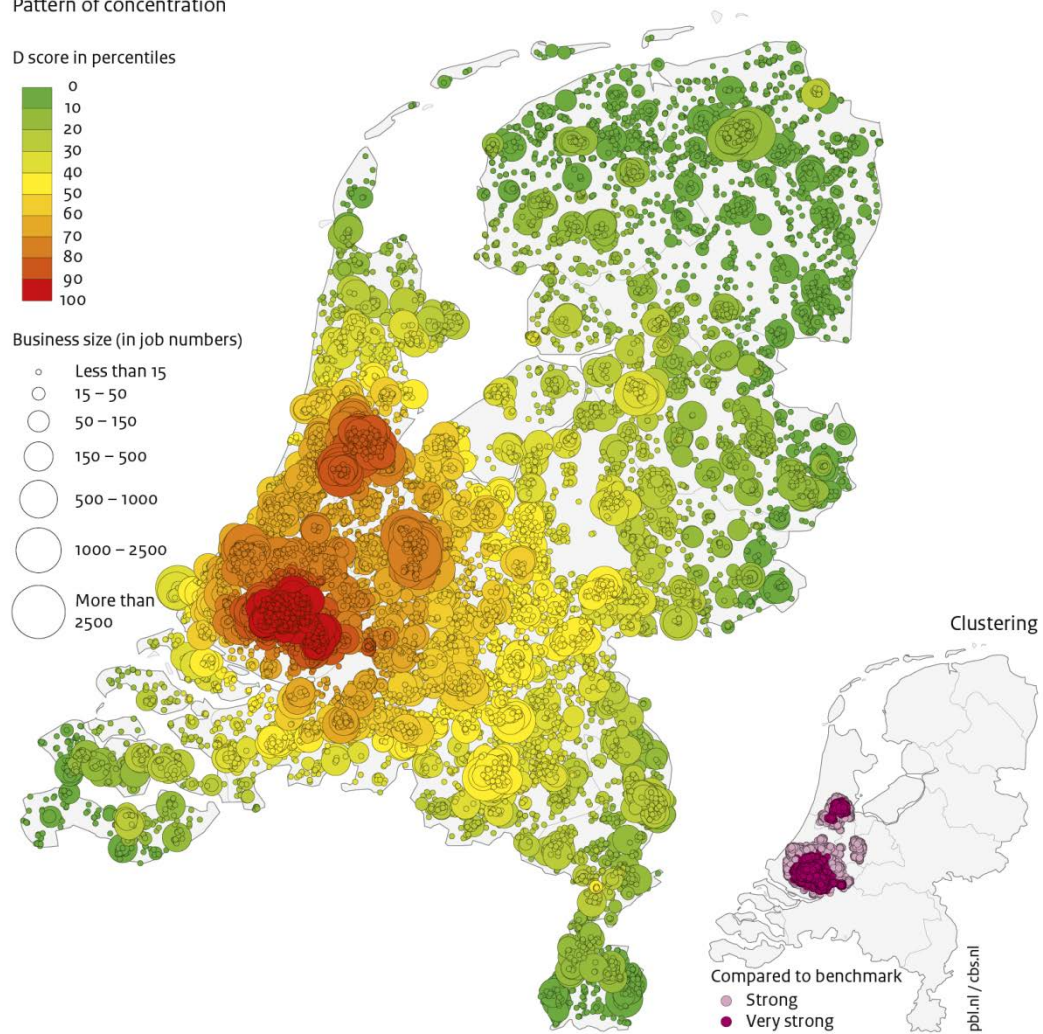 Pattern of concentration
D score in percentiles
0
10
20
30
40
50
60
70
80
90
100
Business size (in job numbers)
Less than 15
15 – 50
50 – 150
150 – 500
500 – 1000
1000 – 2500
More than
2500
Clustering
Compared to benchmark
Strong
Very strong
pbl.nl / cbs.nl